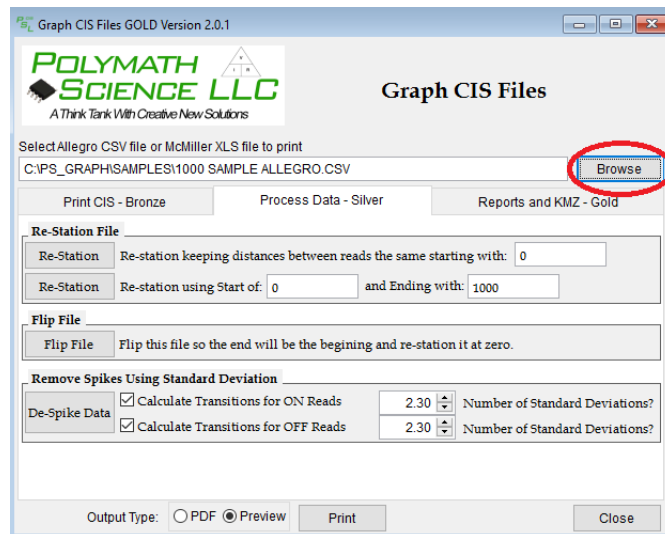 Graph CIS Files GOLD Version 2.0.1
POLYMATH
SCIENCE LLC
A Think Tank With Creative New Solutions
Graph CIS Files
Select Allegro CSV file or McMiller XLS file to print
C:\PS_GRAPH\SAMPLES\1000 SAMPLE ALLEGRO.CSV Browse
Print CIS - Bronze Process Data - Silver Reports and KMZ - Gold
Re-Station File
Re-Station Re-station keeping distances between reads the same starting with: 0
Re-Station Re-station using Start of: 0 and Ending with: 1000
Flip File
Flip File Flip this file so the end will be the begining and re-station it at zero.
Remove Spikes Using Standard Deviation
De-Spike Data
Calculate Transitions for ON Reads 2.30 Number of Standard Deviations?
Calculate Transitions for OFF Reads 2.30 Number of Standard Deviations?
Output Type: PDF Preview Print Close